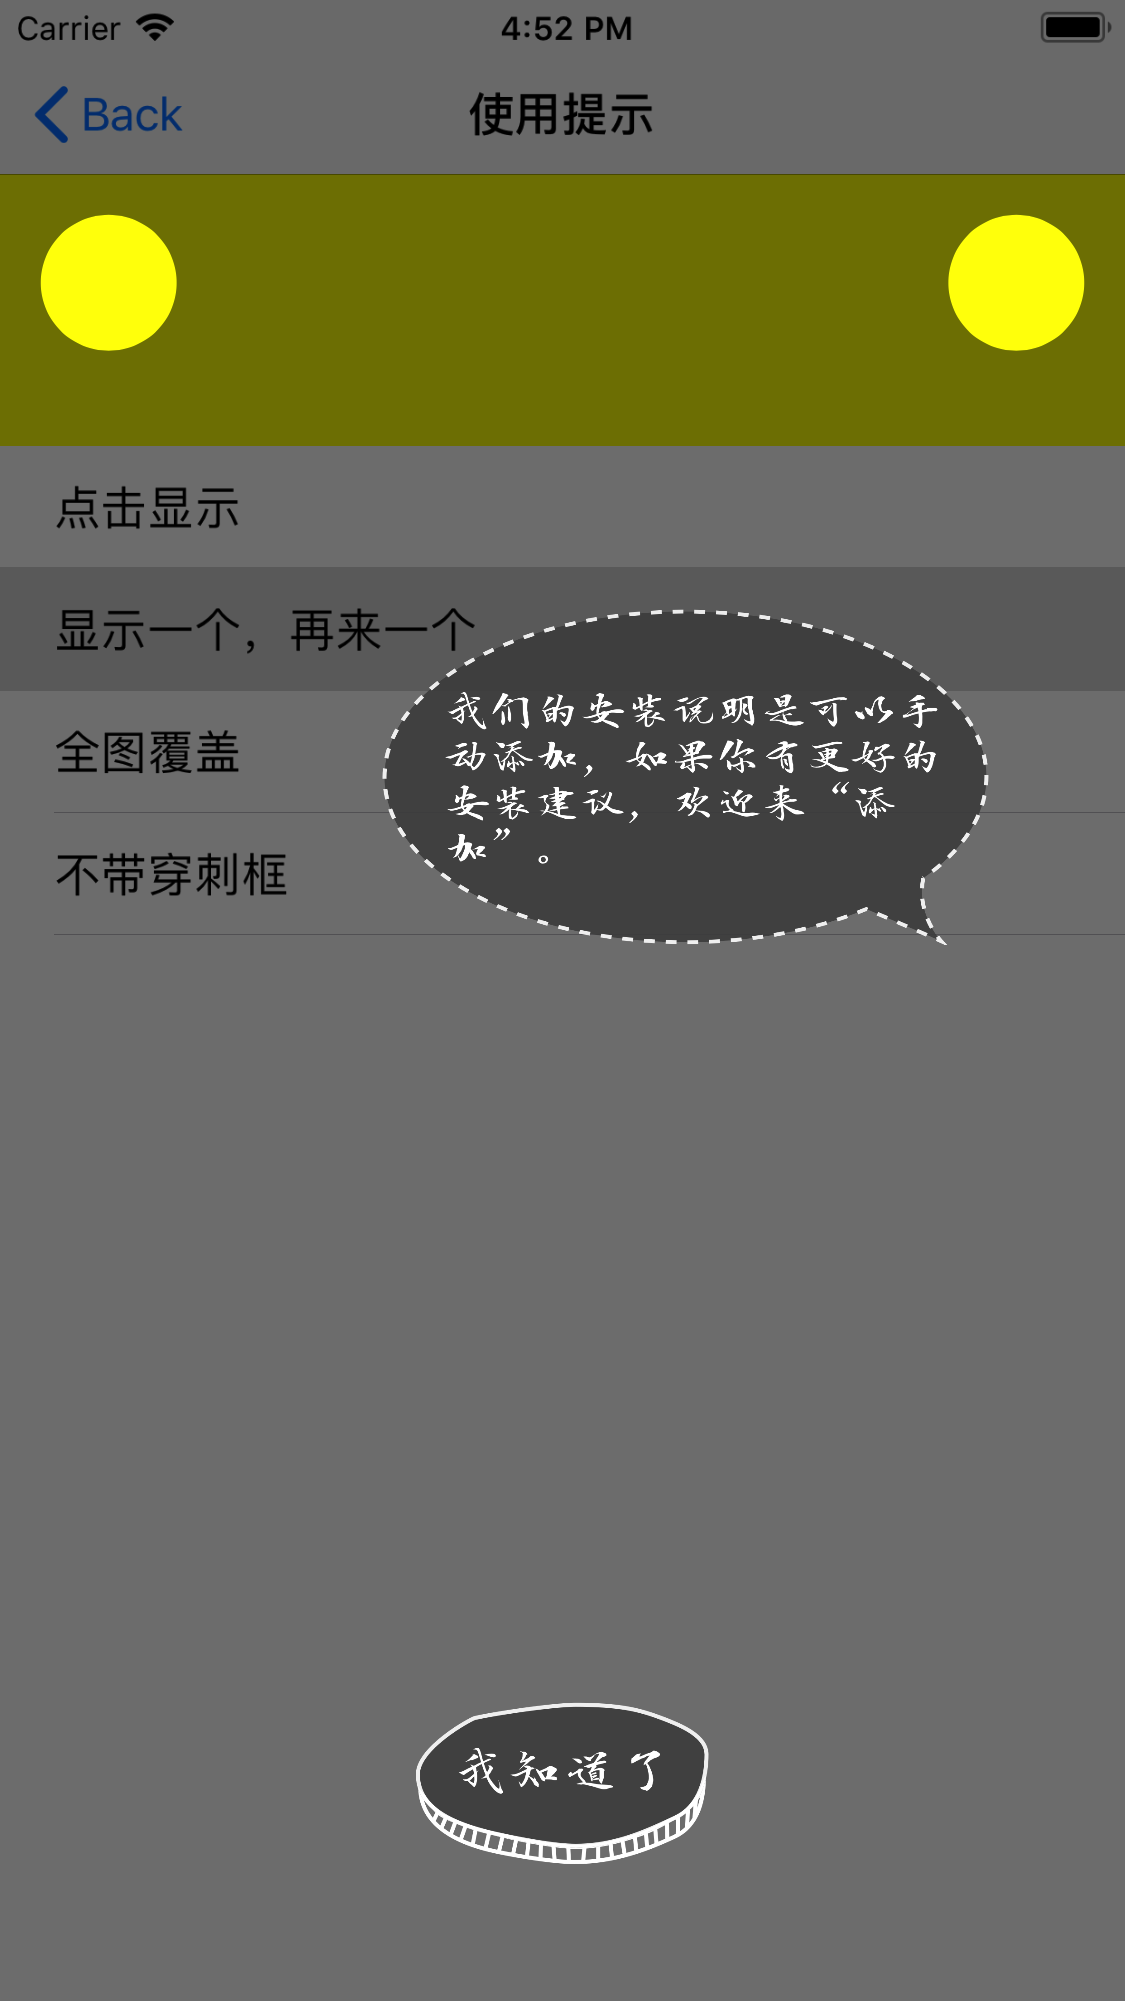 Carrier 4:52 PM
Back 使用提示
点击显示
显示一个，再来一个
全图覆盖
不带穿刺框
我们的安装说明是可以手
动添加，如果你有更好的
安装建议，欢迎来“添
加”。
我知道了